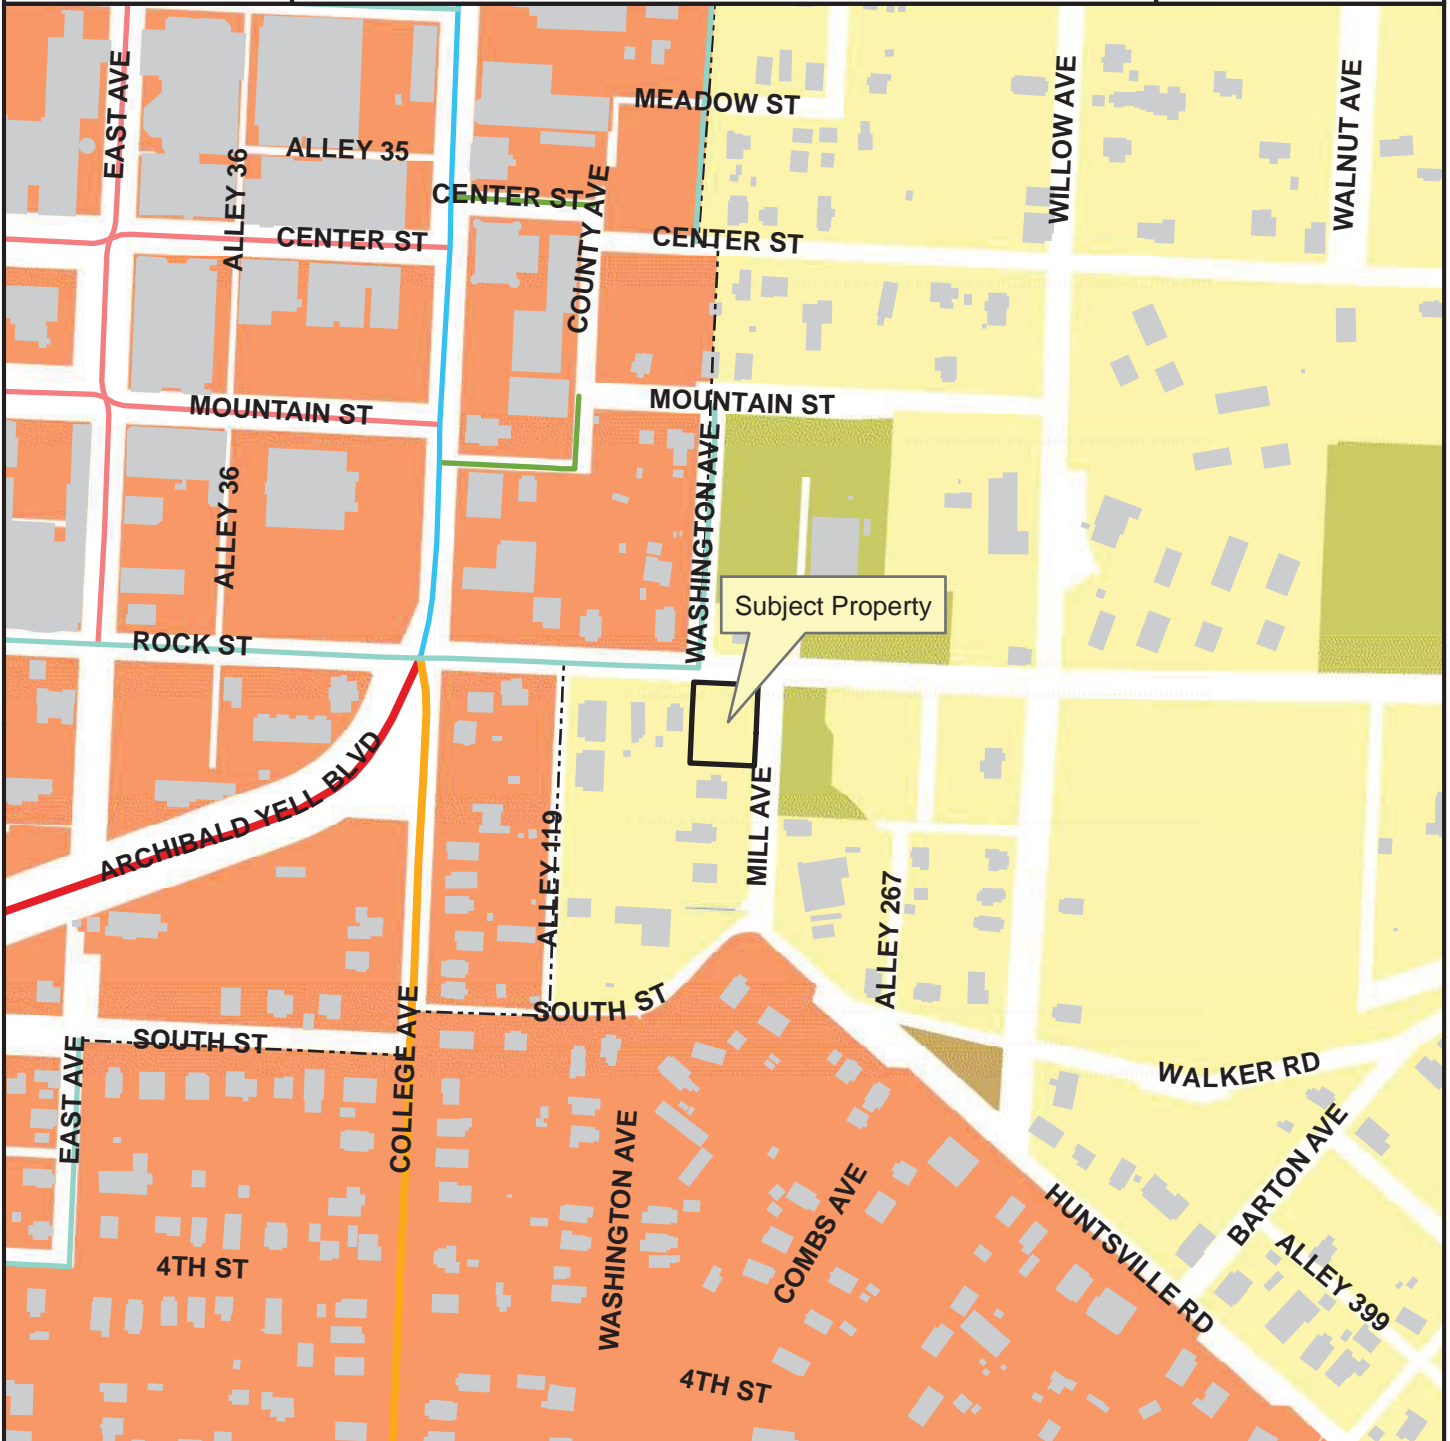 EAST AVE
ALLEY 36
ALLEY 35
MEADOW ST
WILLOW AVE
WALNUT AVE
CENTER ST
COUNTY AVE
CENTER ST
CENTER ST
MOUNTAIN ST
MOUNTAIN ST
ALLEY 36
WASHINGTON AVE
Subject Property
ROCK ST
ARCHIBALD YELL BLVD
ALLEY 119
MILL AVE
ALLEY 267
SOUTH ST
SOUTH ST
EAST AVE
COLLEGE AVE
WALKER RD
WASHINGTON AVE
COMBS AVE
BARTON AVE
HUNTSVILLE RD
ALLEY 399
4TH ST
4TH ST